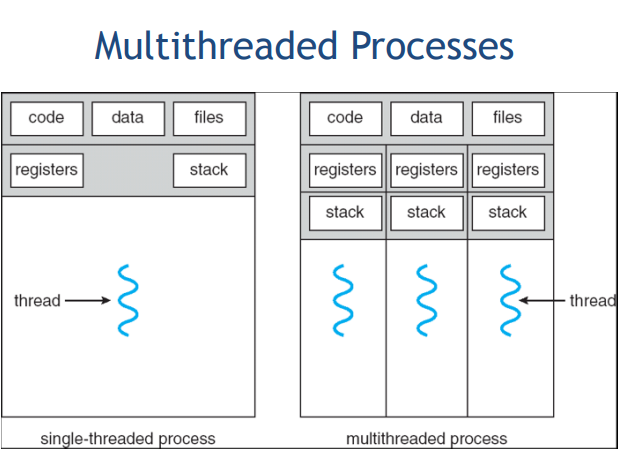 Multithreaded Processes
code data files code data files
registers stack registers registers registers
stack stack stack
thread thread
single-threaded process multithreaded process